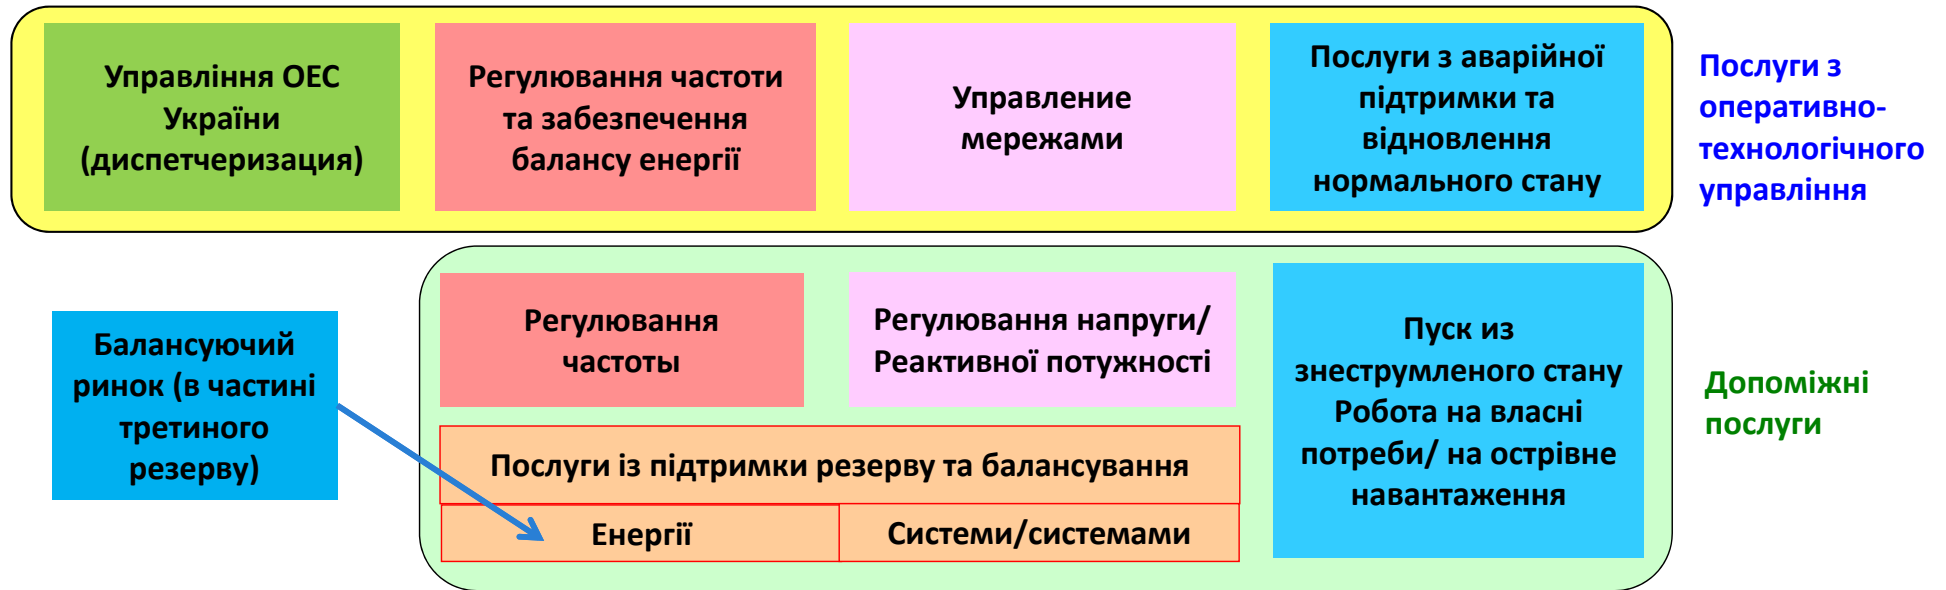 Управління ОЕС
України
(диспетчеризация)
Регулювання частоти
та забезпечення
балансу енергії
Управление
мережами
Послуги з аварійної
підтримки та
відновлення
нормального стану
Послуги з
оперативно-
технологічного
управління
Балансуючий
ринок (в частині
третиного
резерву)
Регулювання
частоты
Регулювання напруги/
Реактивної потужності
Пуск из
знеструмленого стану
Робота на власні
потреби/ на острівне
навантаження
Допоміжні
послуги
Послуги із підтримки резерву та балансування
Енергії
Системи/системами